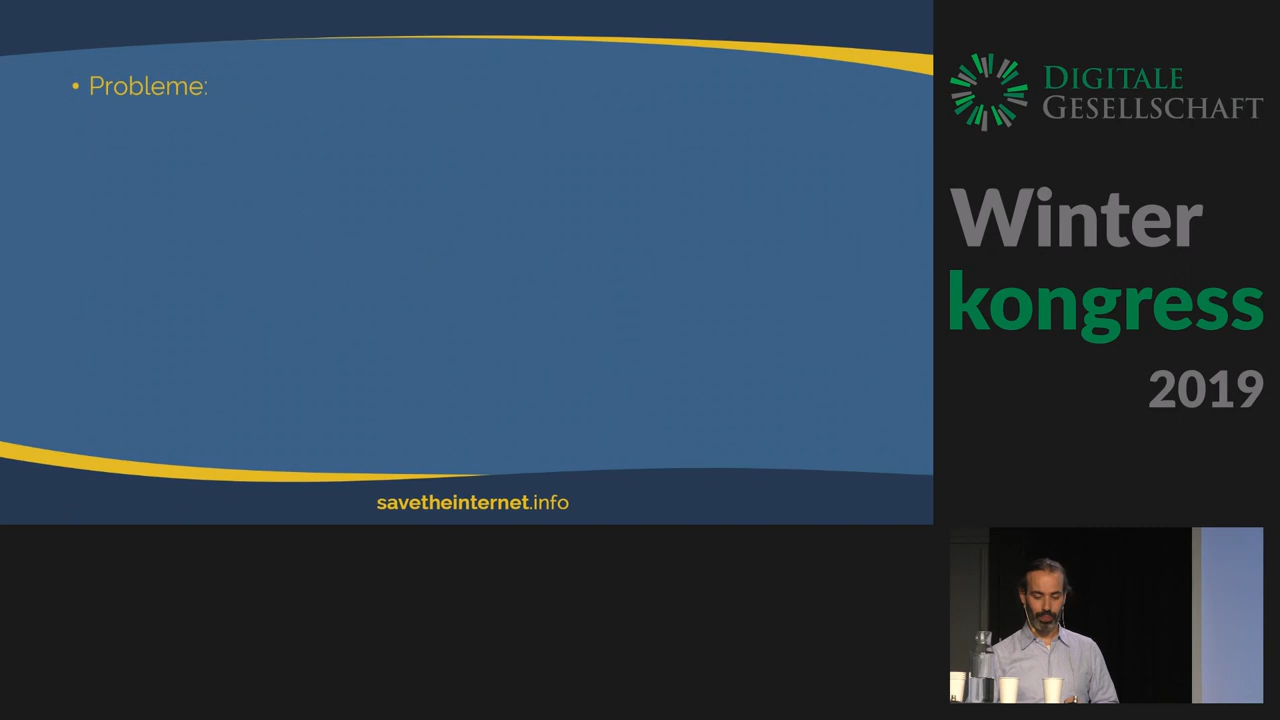 • Probleme:
savetheinternet.info
DIGITALE
GESELLSCHAFT
Winter
kongress
2019